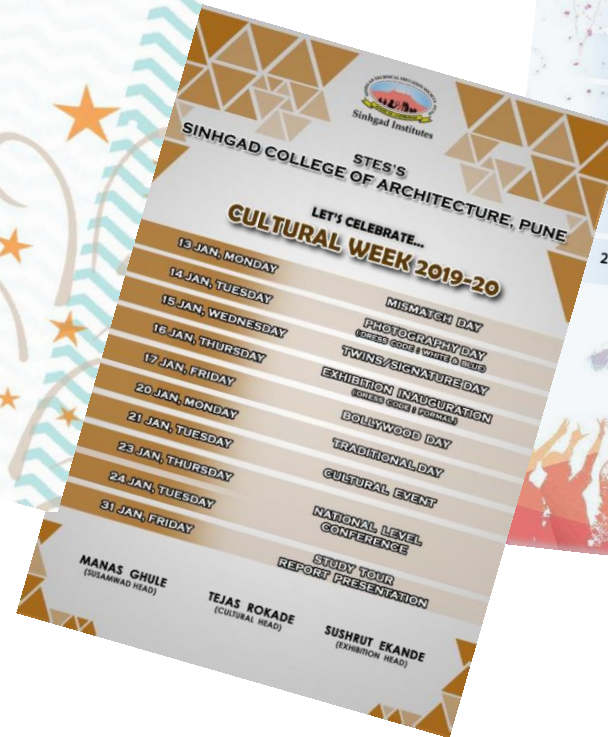 Sinhgad Institutes
STES'S
SINHGAD COLLEGE OF ARCHITECTURE, PUNE
LET'S CELEBRATE...
CULTURAL WEEK 2019-20
13 JAN, MONDAY
MISMATCH DAY
14 JAN, TUESDAY
PHOTOGRAPHY DAY
(DRESS CODE : WHITE & BLUE)
15 JAN, WEDNESDAY
TWINS/SIGNATURE DAY
16 JAN, THURSDAY
EXHIBITION INAUGURATION
(DRESS CODE : FORMAL)
17 JAN, FRIDAY
BOLLYWOOD DAY
20 JAN, MONDAY
TRADITIONAL DAY
21 JAN, TUESDAY
CULTURAL EVENT
23 JAN, THURSDAY
24 JAN, TUESDAY
NATIONAL LEVEL
CONFERENCE
31 JAN, FRIDAY
STUDY TOUR
REPORT PRESENTATION
MANAS GHULE
(SUSAMWAD HEAD)
TEJAS ROKADE
(CULTURAL HEAD)
SUSHRUT EKANDE
(EXHIBITION HEAD)
2